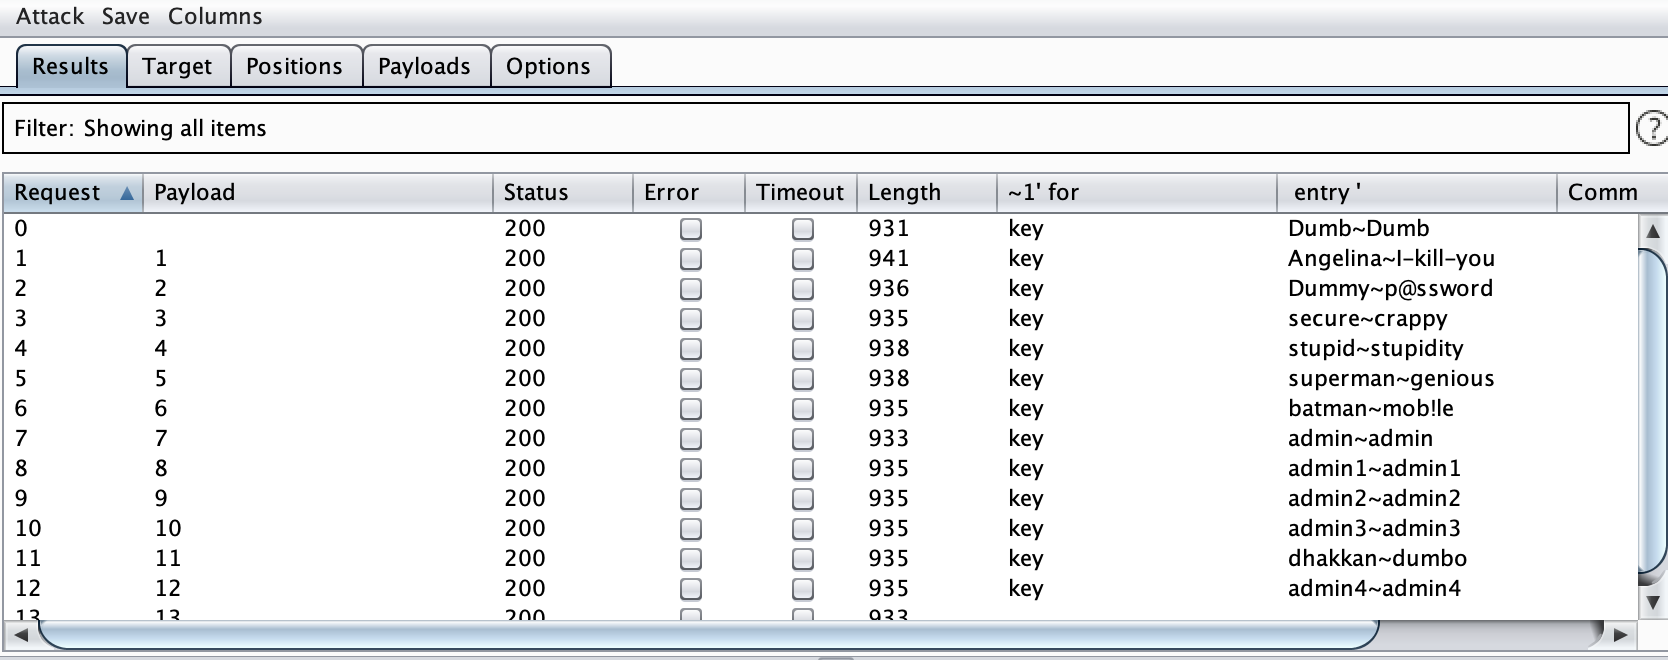 Attack Save Columns
Results Target Positions Payloads Options
Filter: Showing all items ?
Request Payload Status Error Timeout Length ~1' for entry ' Comm
0 200 931 key Dumb~Dumb
1 1 200 941 key Angelina~I-kill-you
2 2 200 936 key Dummy~p@ssword
3 3 200 935 key secure~crappy
4 4 200 938 key stupid~stupidity
5 5 200 938 key superman~genious
6 6 200 935 key batman~mob!le
7 7 200 933 key admin~admin
8 8 200 935 key admin1~admin1
9 9 200 935 key admin2~admin2
10 10 200 935 key admin3~admin3
11 11 200 935 key dhakkan~dumbo
12 12 200 935 key admin4~admin4
13 13 200 933